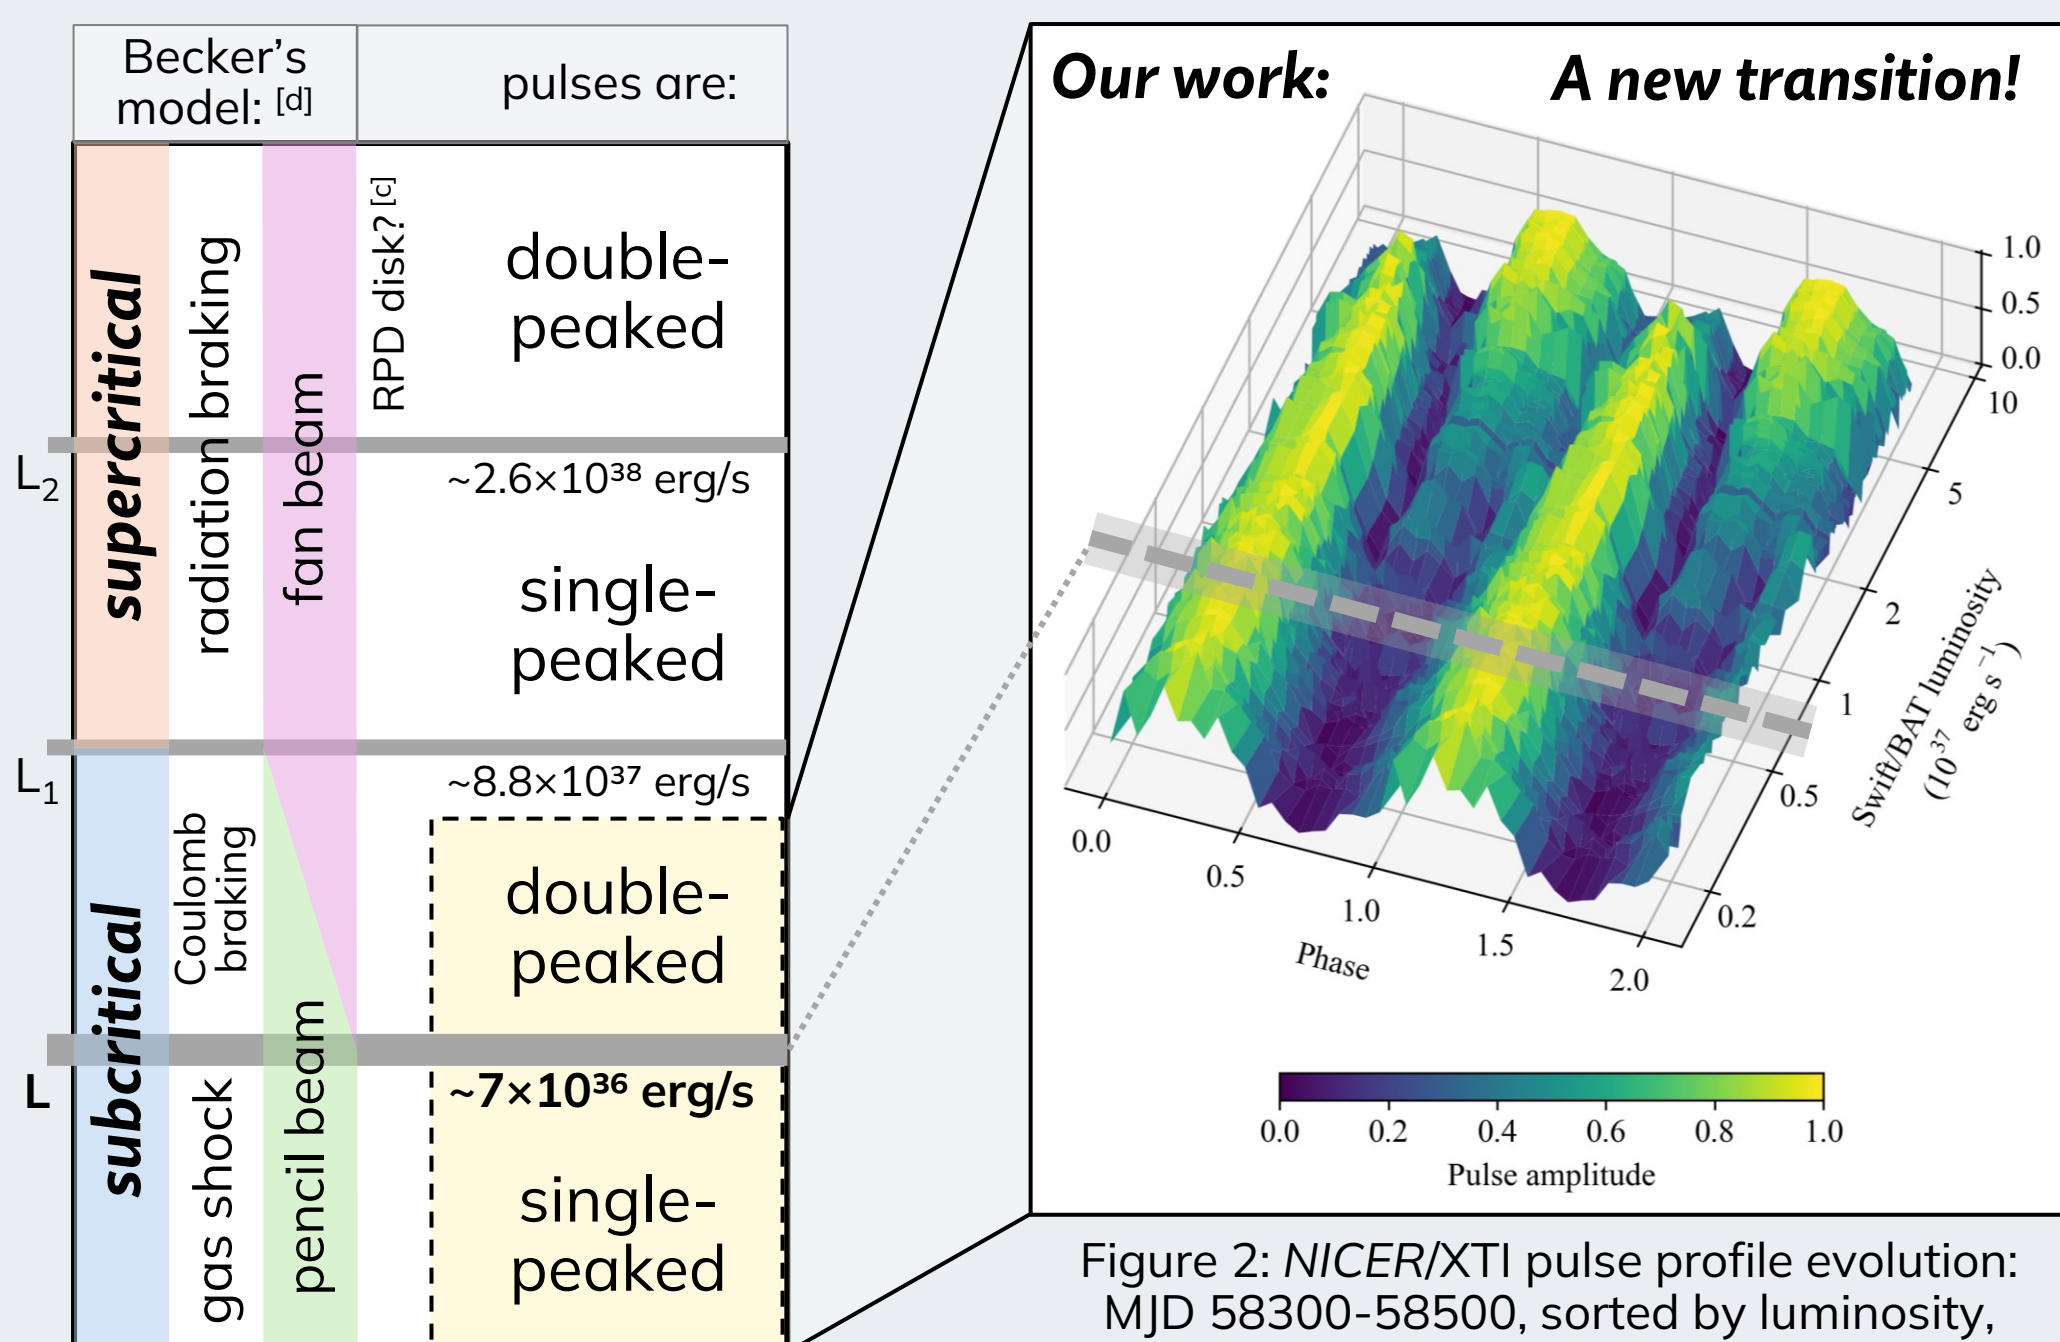 Becker’s
model: [d]
pulses are:
supercritical
radiation braking
fan beam
RPD disk? [c]
double-
peaked
L₂
~2.6×10³⁸ erg/s
single-
peaked
L₁
~8.8×10³⁷ erg/s
subcritical
Coulomb
braking
double-
peaked
L
~7×10³⁶ erg/s
gas shock
pencil beam
single-
peaked
Our work:
A new transition!
1.0
0.5
0.0
10
5
2
1
0.5
0.2
Swift/BAT luminosity
(10³⁷ erg s⁻¹)
0.0
0.5
1.0
1.5
2.0
Phase
0.0 0.2 0.4 0.6 0.8 1.0
Pulse amplitude
Figure 2: NICER/XTI pulse profile evolution:
MJD 58300-58500, sorted by luminosity,